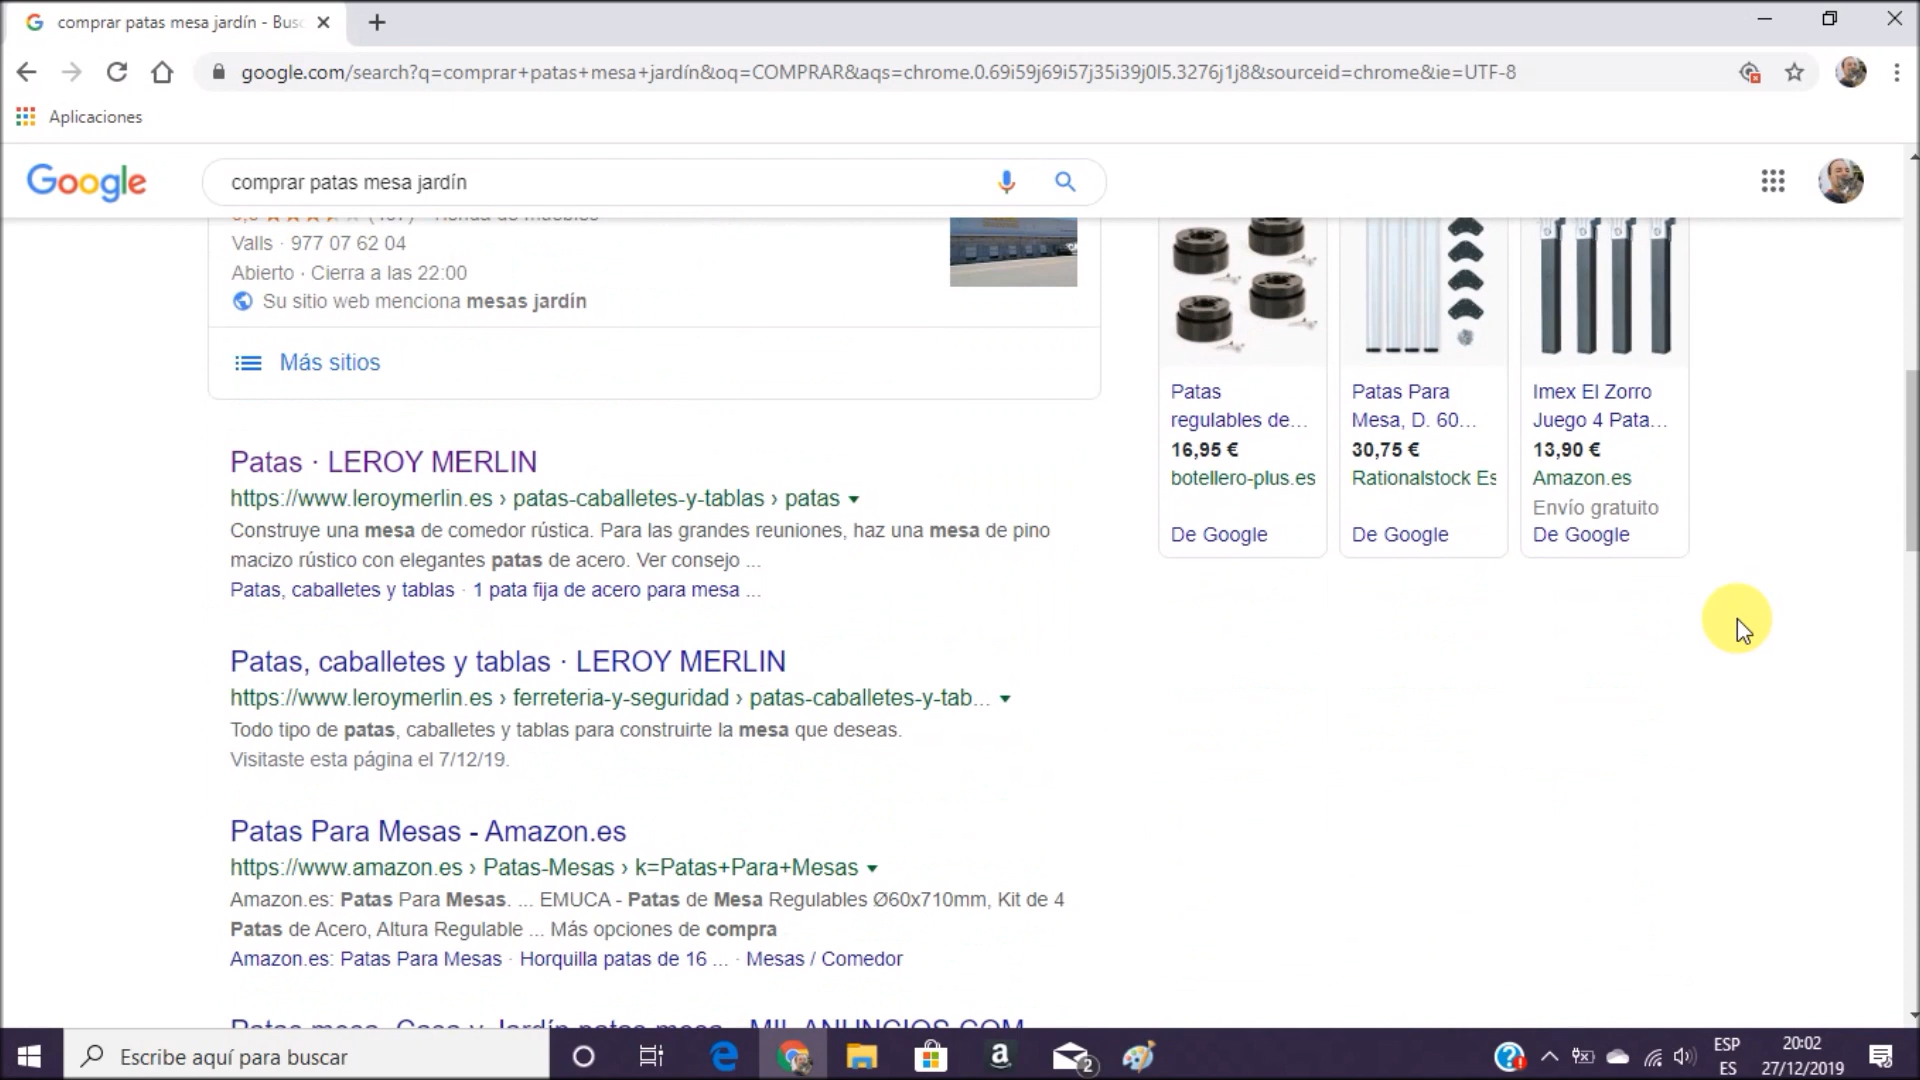 comprar patas mesa jardín - Bus
google.com/search?q=comprar+patas+mesa+jardín&oq=COMPRAR&aqs=chrome.0.69i59j69i57j35i39j0l5.3276j1j8&sourceid=chrome&ie=UTF-8
Aplicaciones
Google
comprar patas mesa jardín
Valls · 977 07 62 04
Abierto · Cierra a las 22:00
Su sitio web menciona mesas jardín
Más sitios
Patas · LEROY MERLIN
https://www.leroymerlin.es › patas-caballetes-y-tablas › patas
Construye una mesa de comedor rústica. Para las grandes reuniones, haz una mesa de pino
macizo rústico con elegantes patas de acero. Ver consejo ...
Patas, caballetes y tablas · 1 pata fija de acero para mesa ...
Patas, caballetes y tablas · LEROY MERLIN
https://www.leroymerlin.es › ferreteria-y-seguridad › patas-caballetes-y-tab...
Todo tipo de patas, caballetes y tablas para construirte la mesa que deseas.
Visitaste esta página el 7/12/19.
Patas Para Mesas - Amazon.es
https://www.amazon.es › Patas-Mesas › k=Patas+Para+Mesas
Amazon.es: Patas Para Mesas. ... EMUCA - Patas de Mesa Regulables Ø60x710mm, Kit de 4
Patas de Acero, Altura Regulable ... Más opciones de compra
Amazon.es: Patas Para Mesas · Horquilla patas de 16 ... · Mesas / Comedor
Patas mesa, Casa y Jardín patas mesa - MIL ANUNCIOS.COM
Patas
regulables de...
16,95 €
botellero-plus.es
De Google
Patas Para
Mesa, D. 60...
30,75 €
Rationalstock Es
De Google
Imex El Zorro
Juego 4 Pata...
13,90 €
Amazon.es
Envío gratuito
De Google
Escribe aquí para buscar
2
ESP
ES
20:02
27/12/2019